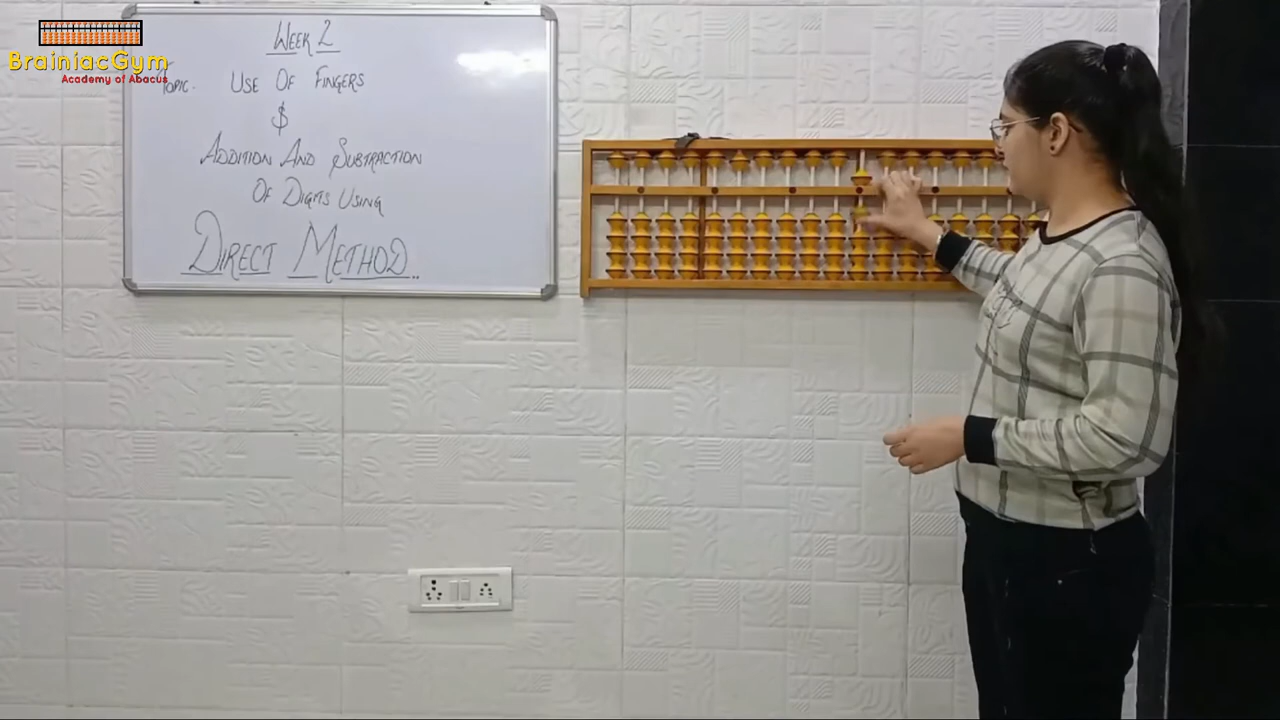 BrainiacGym
Academy of Abacus
WEEK 2
TOPIC- USE OF FINGERS
$
ADDITION AND SUBTRACTION
OF DIGITS USING
DIRECT METHOD..